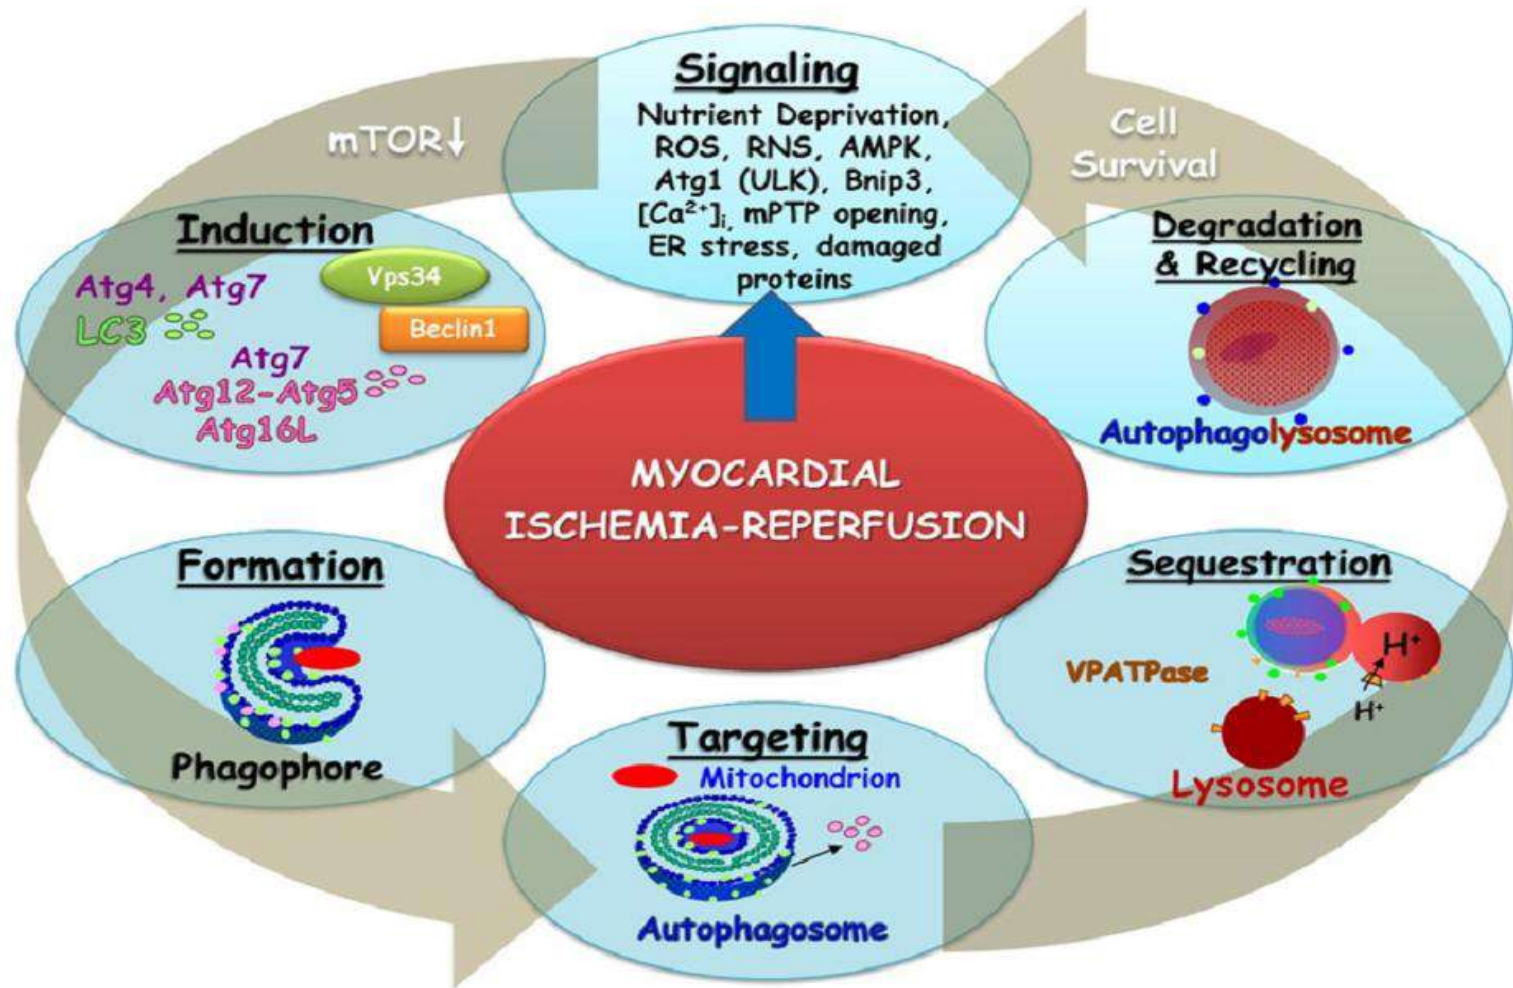 Signaling
Nutrient Deprivation,
ROS, RNS, AMPK,
Atg1 (ULK), Bnip3,
[Ca²⁺]i, mPTP opening,
ER stress, damaged
proteins
mTOR↓
Induction
Atg4, Atg7
LC3
Vps34
Beclin1
Atg7
Atg12-Atg5
Atg16L
Formation
Phagophore
Targeting
Mitochondrion
Autophagosome
Sequestration
H⁺
VPATPase
H⁺
Lysosome
Degradation
& Recycling
Autophagolysosome
Cell
Survival
MYOCARDIAL
ISCHEMIA-REPERFUSION